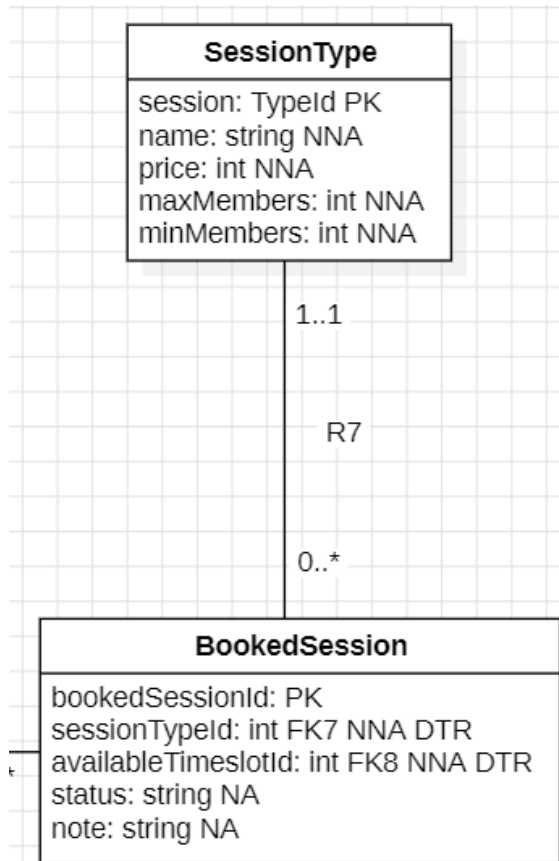 SessionType
session: TypeId PK
name: string NNA
price: int NNA
maxMembers: int NNA
minMembers: int NNA
1..1
R7
0..*
BookedSession
bookedSessionId: PK
sessionTypeId: int FK7 NNA DTR
availableTimeslotId: int FK8 NNA DTR
*
status: string NA
note: string NA